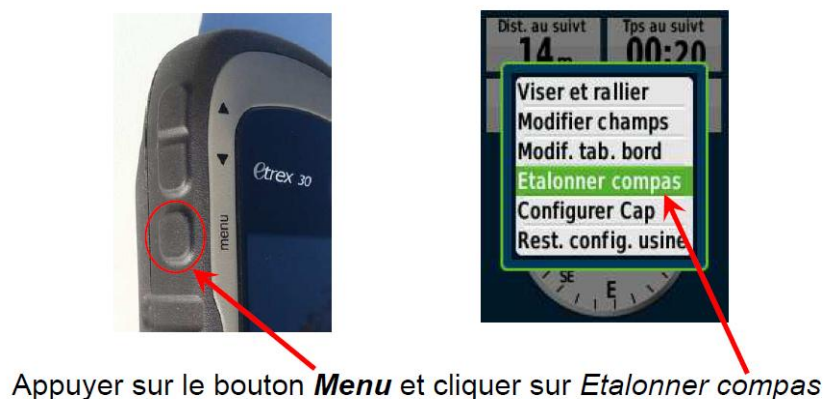 etrex 30
menu
Dist. au suivt Tps au suivt
14m 00:20
Viser et rallier
Modifier champs
Modif. tab. bord
Etalonner compas
Configurer Cap
Rest. config. usine
SE E
Appuyer sur le bouton Menu et cliquer sur Etalonner compas